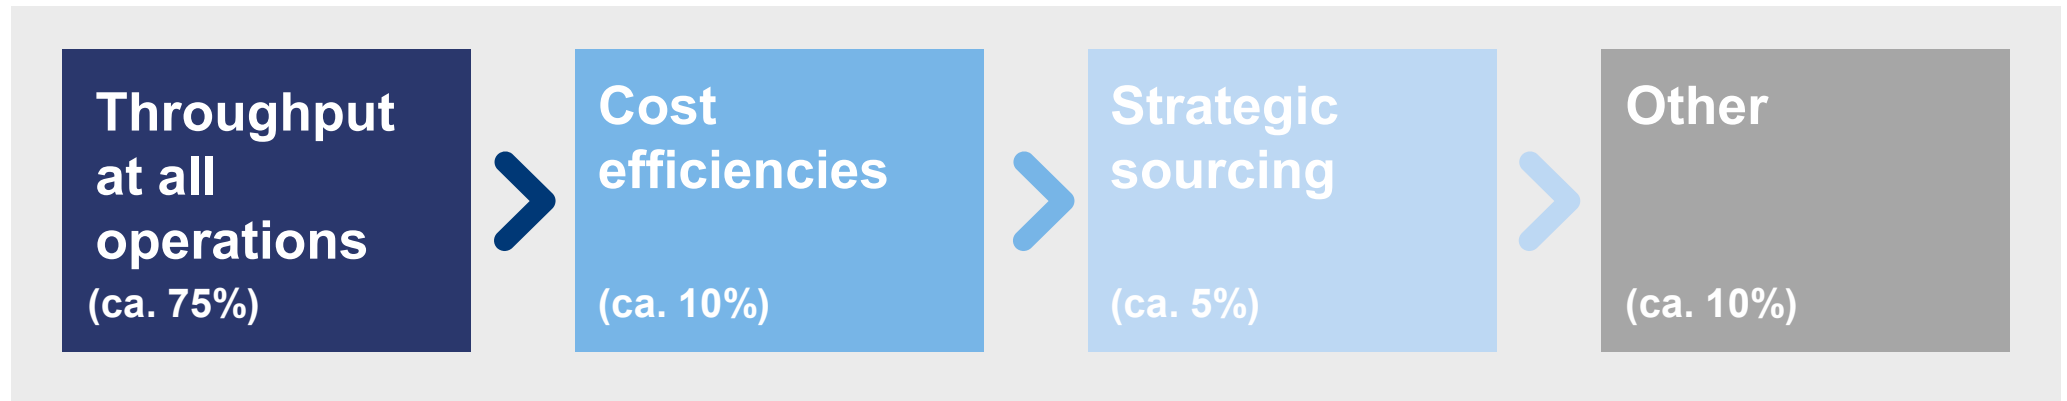 Throughput
at all
operations
(ca. 75%)
Cost
efficiencies
(ca. 10%)
Strategic
sourcing
(ca. 5%)
Other
(ca. 10%)